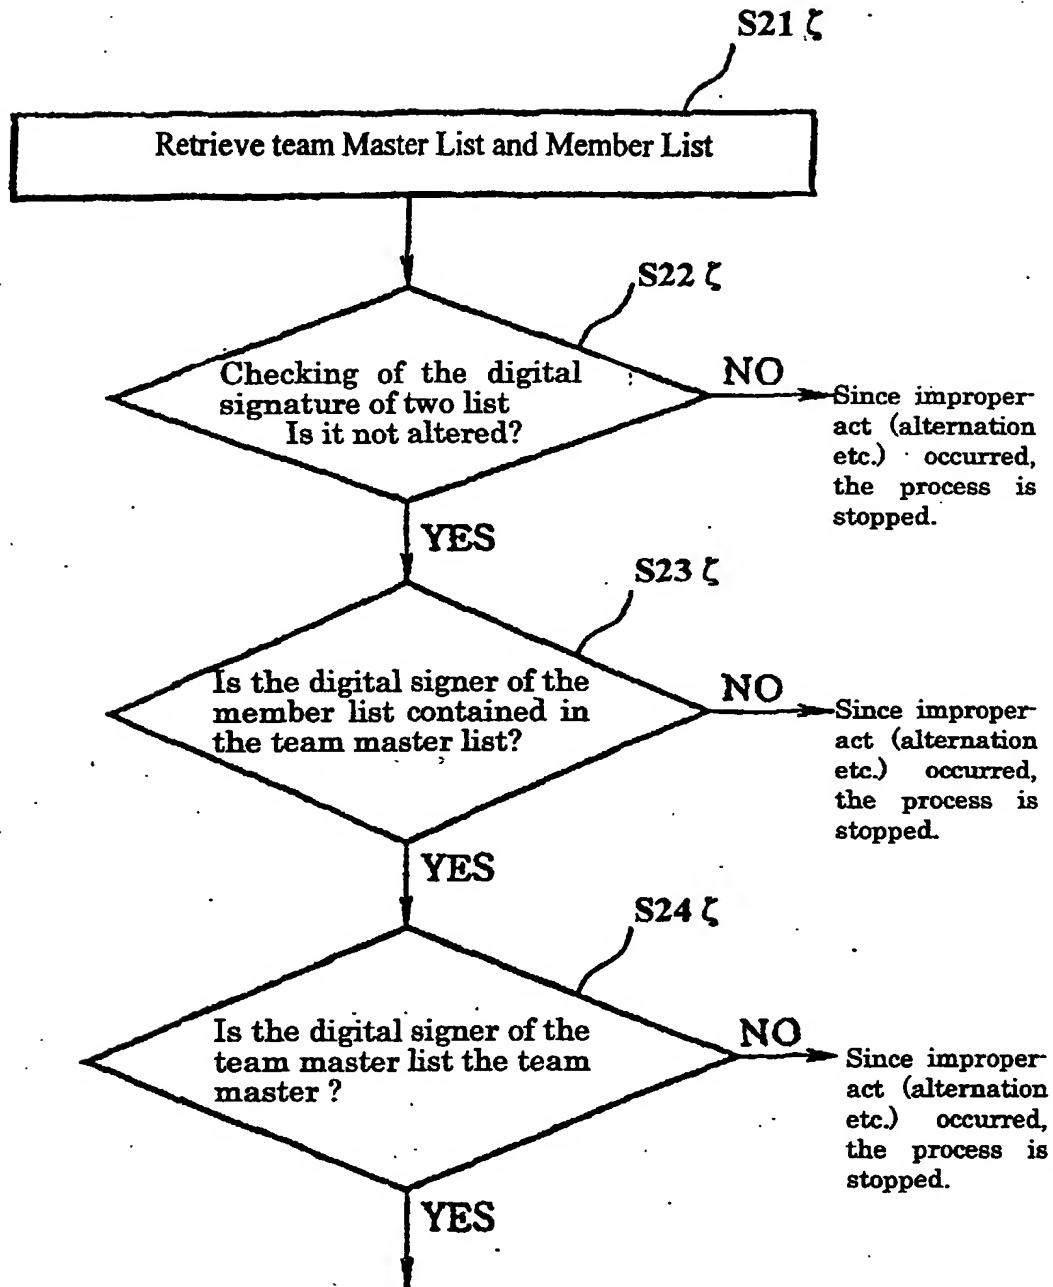 S21 ζ
Retrieve team Master List and Member List
S22 ζ
Checking of the digital
signature of two list
Is it not altered?
NO
Since improper-
act (alternation
etc.) occurred,
the process is
stopped.
YES
S23 ζ
Is the digital signer of the
member list contained in
the team master list?
NO
Since improper-
act (alternation
etc.) occurred,
the process is
stopped.
YES
S24 ζ
Is the digital signer of the
team master list the team
master ?
NO
Since improper-
act (alternation
etc.) occurred,
the process is
stopped.
YES